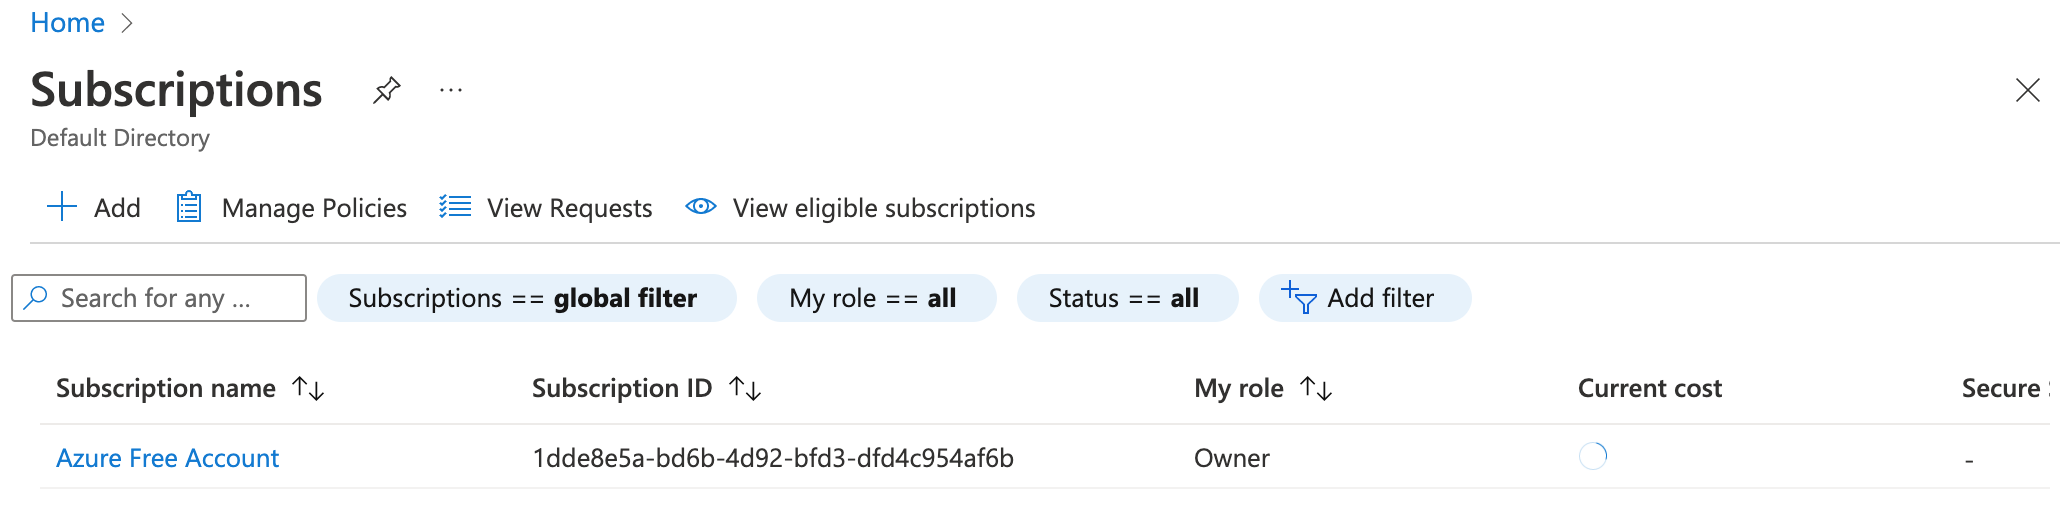 Home
Subscriptions ...
Default Directory
Add Manage Policies View Requests View eligible subscriptions
Search for any ... Subscriptions == global filter My role == all Status == all Add filter
Subscription name Subscription ID My role Current cost Secure
Azure Free Account 1dde8e5a-bd6b-4d92-bfd3-dfd4c954af6b Owner -